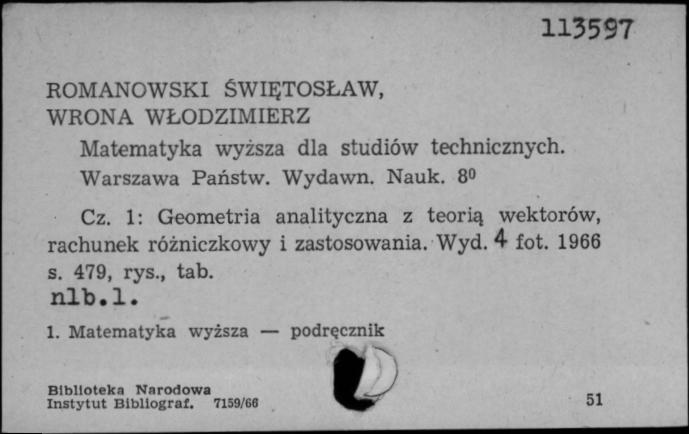 113597
ROMANOWSKI ŚWIĘTOSŁAW,
WRONA WŁODZIMIERZ
Matematyka wyższa dla studiów technicznych.
Warszawa Państw. Wydawn. Nauk. 8⁰
Cz. 1: Geometria analityczna z teorią wektorów,
rachunek różniczkowy i zastosowania. Wyd. 4 fot. 1966
s. 479, rys., tab.
nlb.1.
1. Matematyka wyższa — podręcznik
Biblioteka Narodowa
Instytut Bibliograf. 7159/66
51